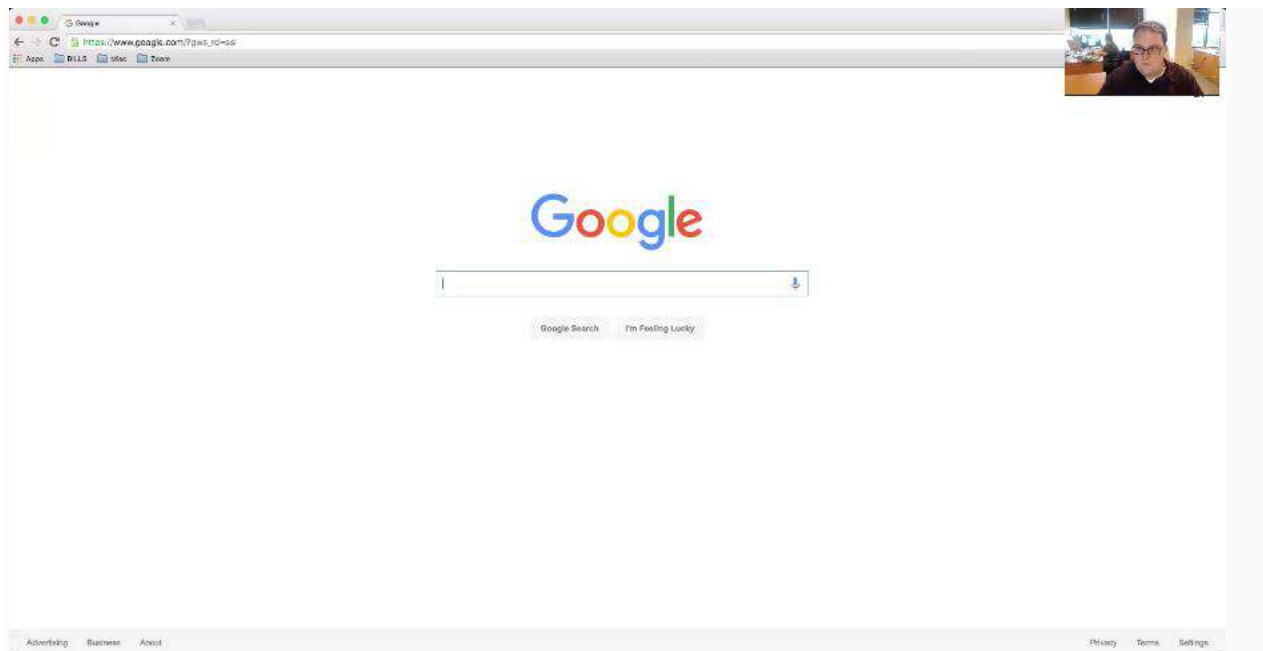 G Google ×
https://www.google.com/?gws_rd=ssl
Apps BILLS Misc Zoom
Google
Google Search I'm Feeling Lucky
Advertising Business About Privacy Terms Settings